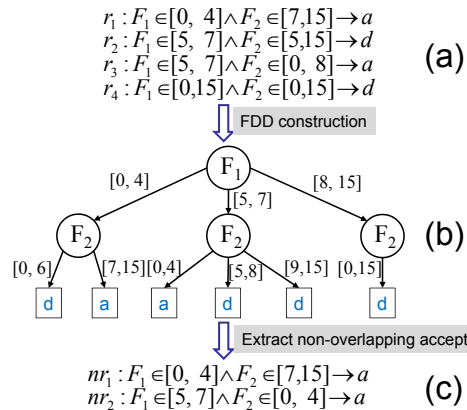 r₁ : F₁ ∈ [0, 4] ∧ F₂ ∈ [7,15] → a
r₂ : F₁ ∈ [5, 7] ∧ F₂ ∈ [5,15] → d
r₃ : F₁ ∈ [5, 7] ∧ F₂ ∈ [0, 8] → a
r₄ : F₁ ∈ [0,15] ∧ F₂ ∈ [0,15] → d
(a)
FDD construction
F₁
[0, 4]
[5, 7]
[8, 15]
F₂ F₂ F₂
(b)
[0, 6] [7,15] [0,4] [5,8] [9,15] [0,15]
d a a d d d
Extract non-overlapping accept
nr₁ : F₁ ∈ [0, 4] ∧ F₂ ∈ [7,15] → a
nr₂ : F₁ ∈ [5, 7] ∧ F₂ ∈ [0, 4] → a
(c)